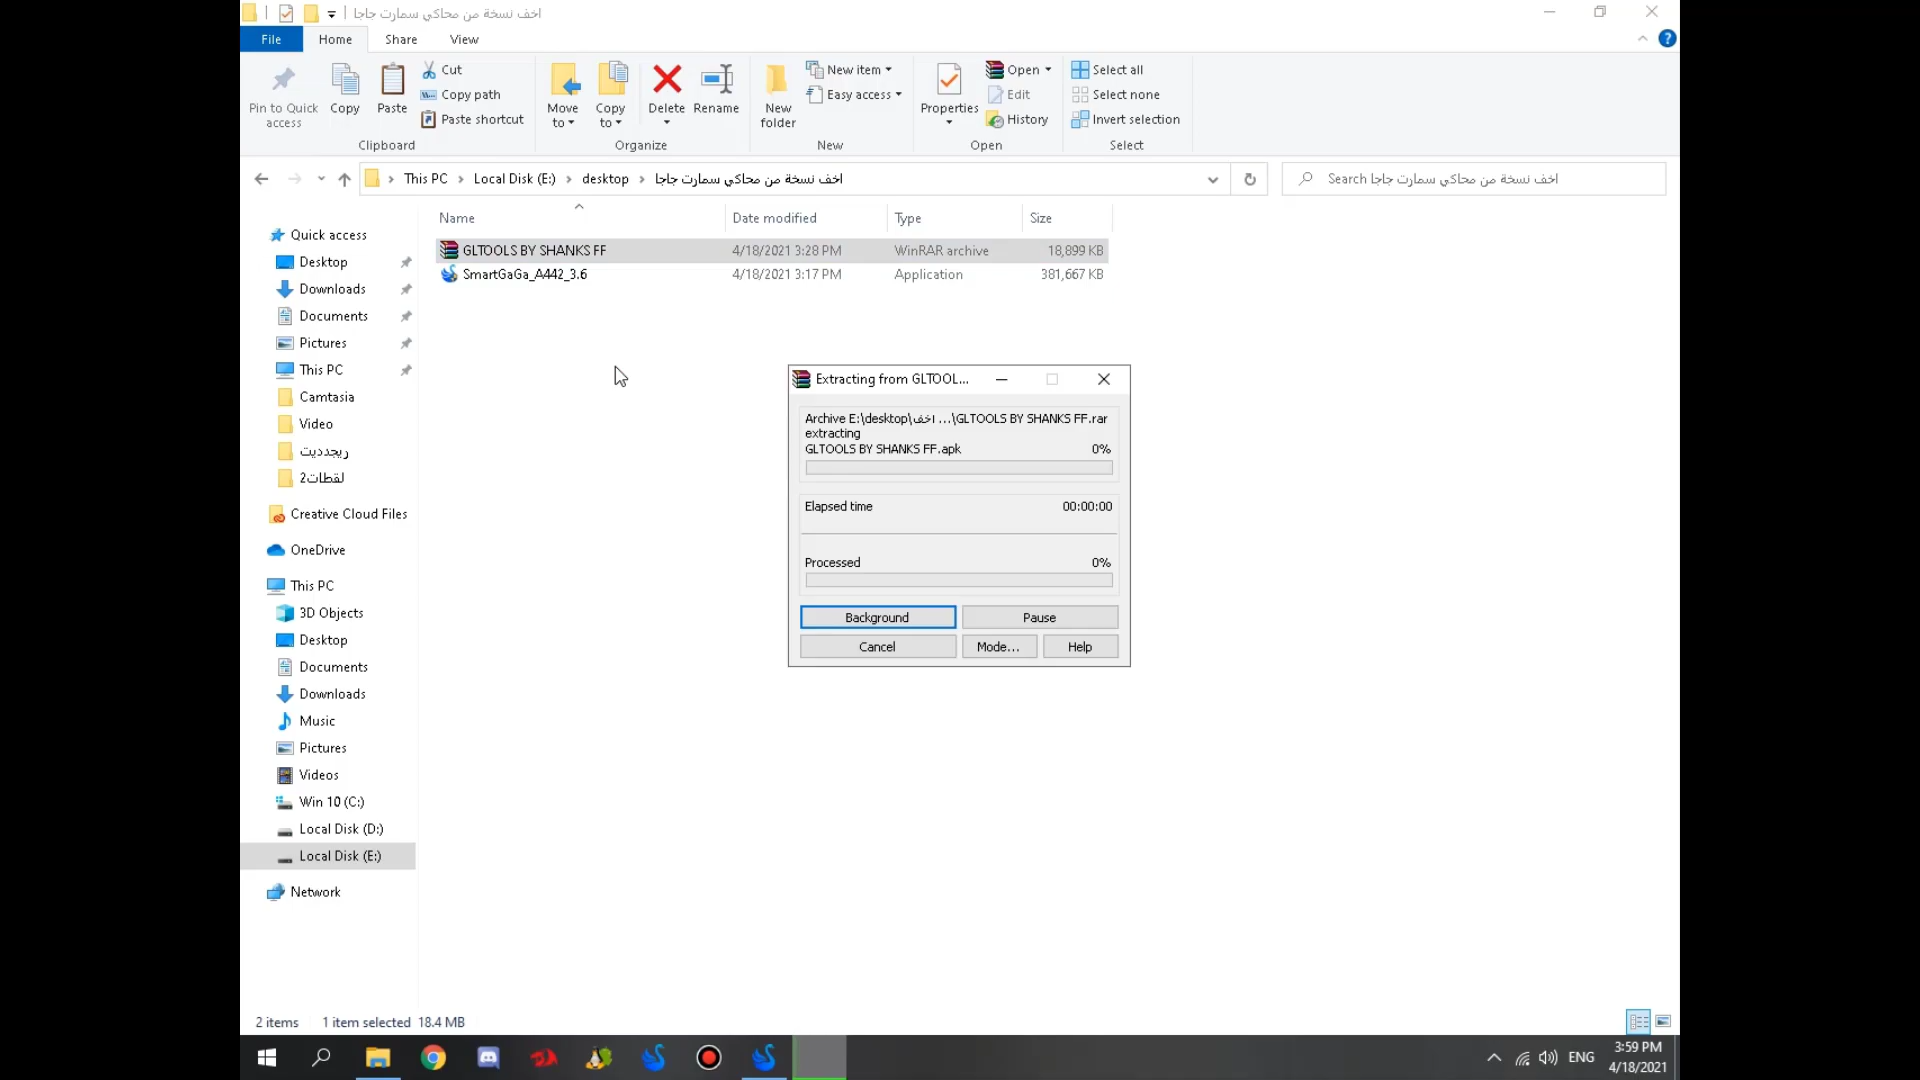 اخف نسخة من محاكي سمارت جاجا
File
Home
Share
View
Pin to Quick access
Copy
Paste
Cut
Copy path
Paste shortcut
Clipboard
Move to
Copy to
Delete
Rename
Organize
New folder
New item
Easy access
New
Properties
Open
Edit
History
Open
Select all
Select none
Invert selection
Select
This PC > Local Disk (E:) > desktop > اخف نسخة من محاكي سمارت جاجا
Search اخف نسخة من محاكي سمارت جاجا
Name Date modified Type Size
GLTOOLS BY SHANKS FF 4/18/2021 3:28 PM WinRAR archive 18,899 KB
SmartGaGa_A442_3.6 4/18/2021 3:17 PM Application 381,667 KB
Quick access
Desktop
Downloads
Documents
Pictures
This PC
Camtasia
Video
ريجدديت
لقطات2
Creative Cloud Files
OneDrive
This PC
3D Objects
Desktop
Documents
Downloads
Music
Pictures
Videos
Win 10 (C:)
Local Disk (D:)
Local Disk (E:)
Network
Extracting from GLTOOL...
Archive E:\desktop\اخف ...\GLTOOLS BY SHANKS FF.rar
extracting
GLTOOLS BY SHANKS FF.apk 0%
Elapsed time 00:00:00
Processed 0%
Background
Pause
Cancel
Mode...
Help
2 items 1 item selected 18.4 MB
ENG
3:59 PM
4/18/2021